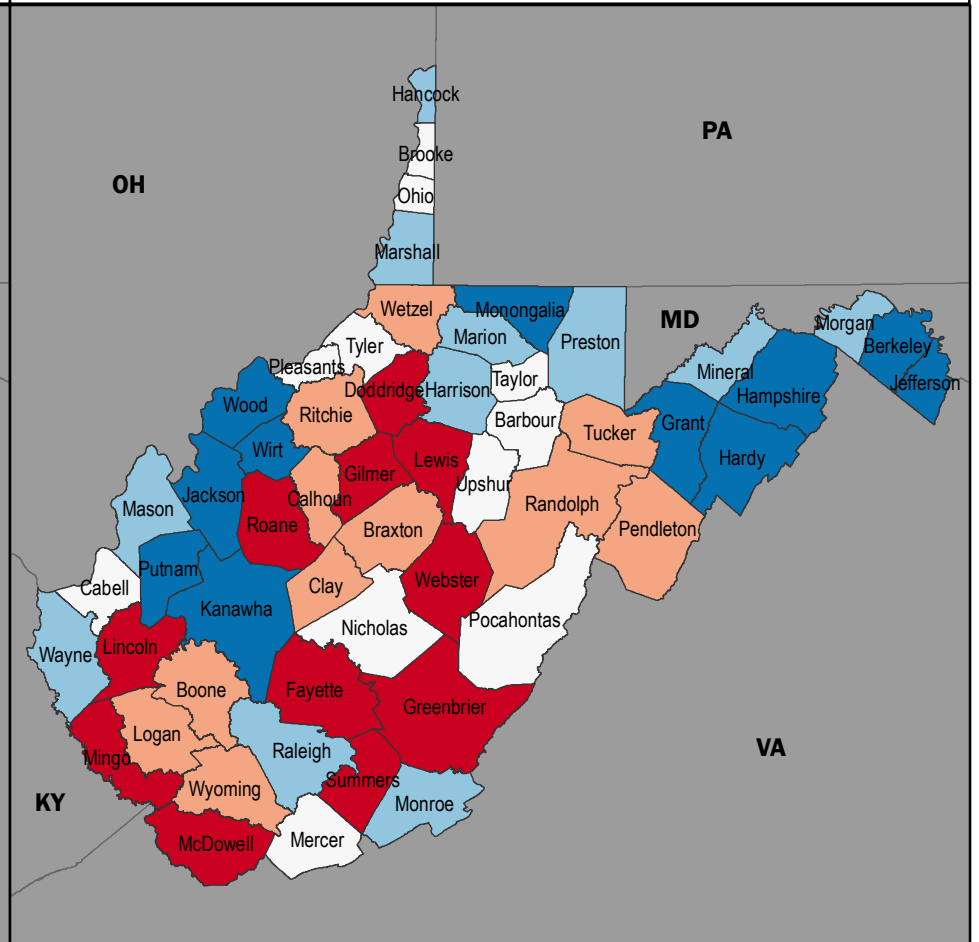 Hancock
PA
Brooke
OH
Ohio
Marshall
Wetzel
Monongalia
MD
Morgan
Marion
Preston
Tyler
Berkeley
Pleasants
Mineral
Taylor
Jefferson
Doddridge
Harrison
Hampshire
Wood
Ritchie
Barbour
Grant
Tucker
Wirt
Hardy
Lewis
Gilmer
Upshur
Jackson
Calhoun
Randolph
Mason
Roane
Braxton
Pendleton
Putnam
Webster
Clay
Cabell
Kanawha
Pocahontas
Nicholas
Lincoln
Wayne
Boone
Fayette
Greenbrier
Logan
VA
Raleigh
Mingo
Summers
Wyoming
KY
Monroe
Mercer
McDowell